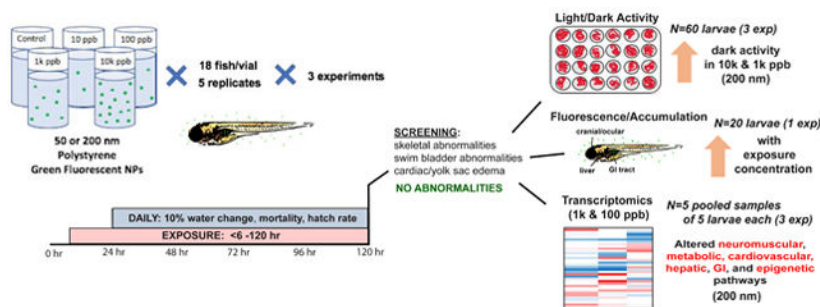 Control
10 ppb
100 ppb
1k ppb
10k ppb
50 or 200 nm
Polystyrene
Green Fluorescent NPs
18 fish/vial
5 replicates
3 experiments
DAILY: 10% water change, mortality, hatch rate
EXPOSURE: <6 -120 hr
0 hr
24 hr
48 hr
72 hr
96 hr
120 hr
SCREENING:
skeletal abnormalities
swim bladder abnormalities
cardiac/yolk sac edema
NO ABNORMALITIES
Light/Dark Activity
N=60 larvae (3 exp)
dark activity
in 10k & 1k ppb
(200 nm)
Fluorescence/Accumulation
cranial/ocular
liver
GI tract
N=20 larvae (1 exp)
with
exposure
concentration
Transcriptomics
(1k & 100 ppb)
N=5 pooled samples
of 5 larvae each (3 exp)
Altered neuromuscular,
metabolic, cardiovascular,
hepatic, GI, and epigenetic
pathways
(200 nm)